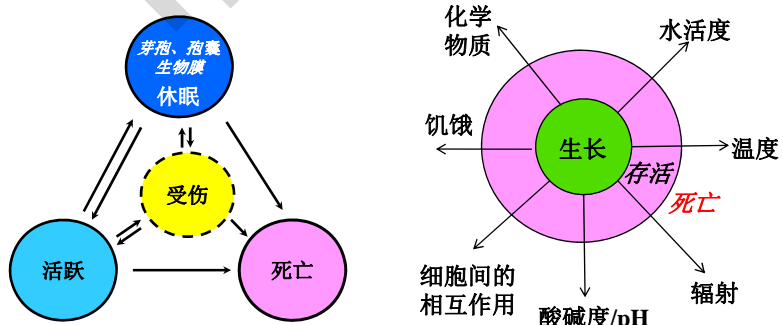 芽孢、孢囊
生物膜
休眠
受伤
活跃
死亡
化学
物质
水活度
饥饿
生长
温度
存活
死亡
细胞间的
相互作用
酸碱度/pH
辐射